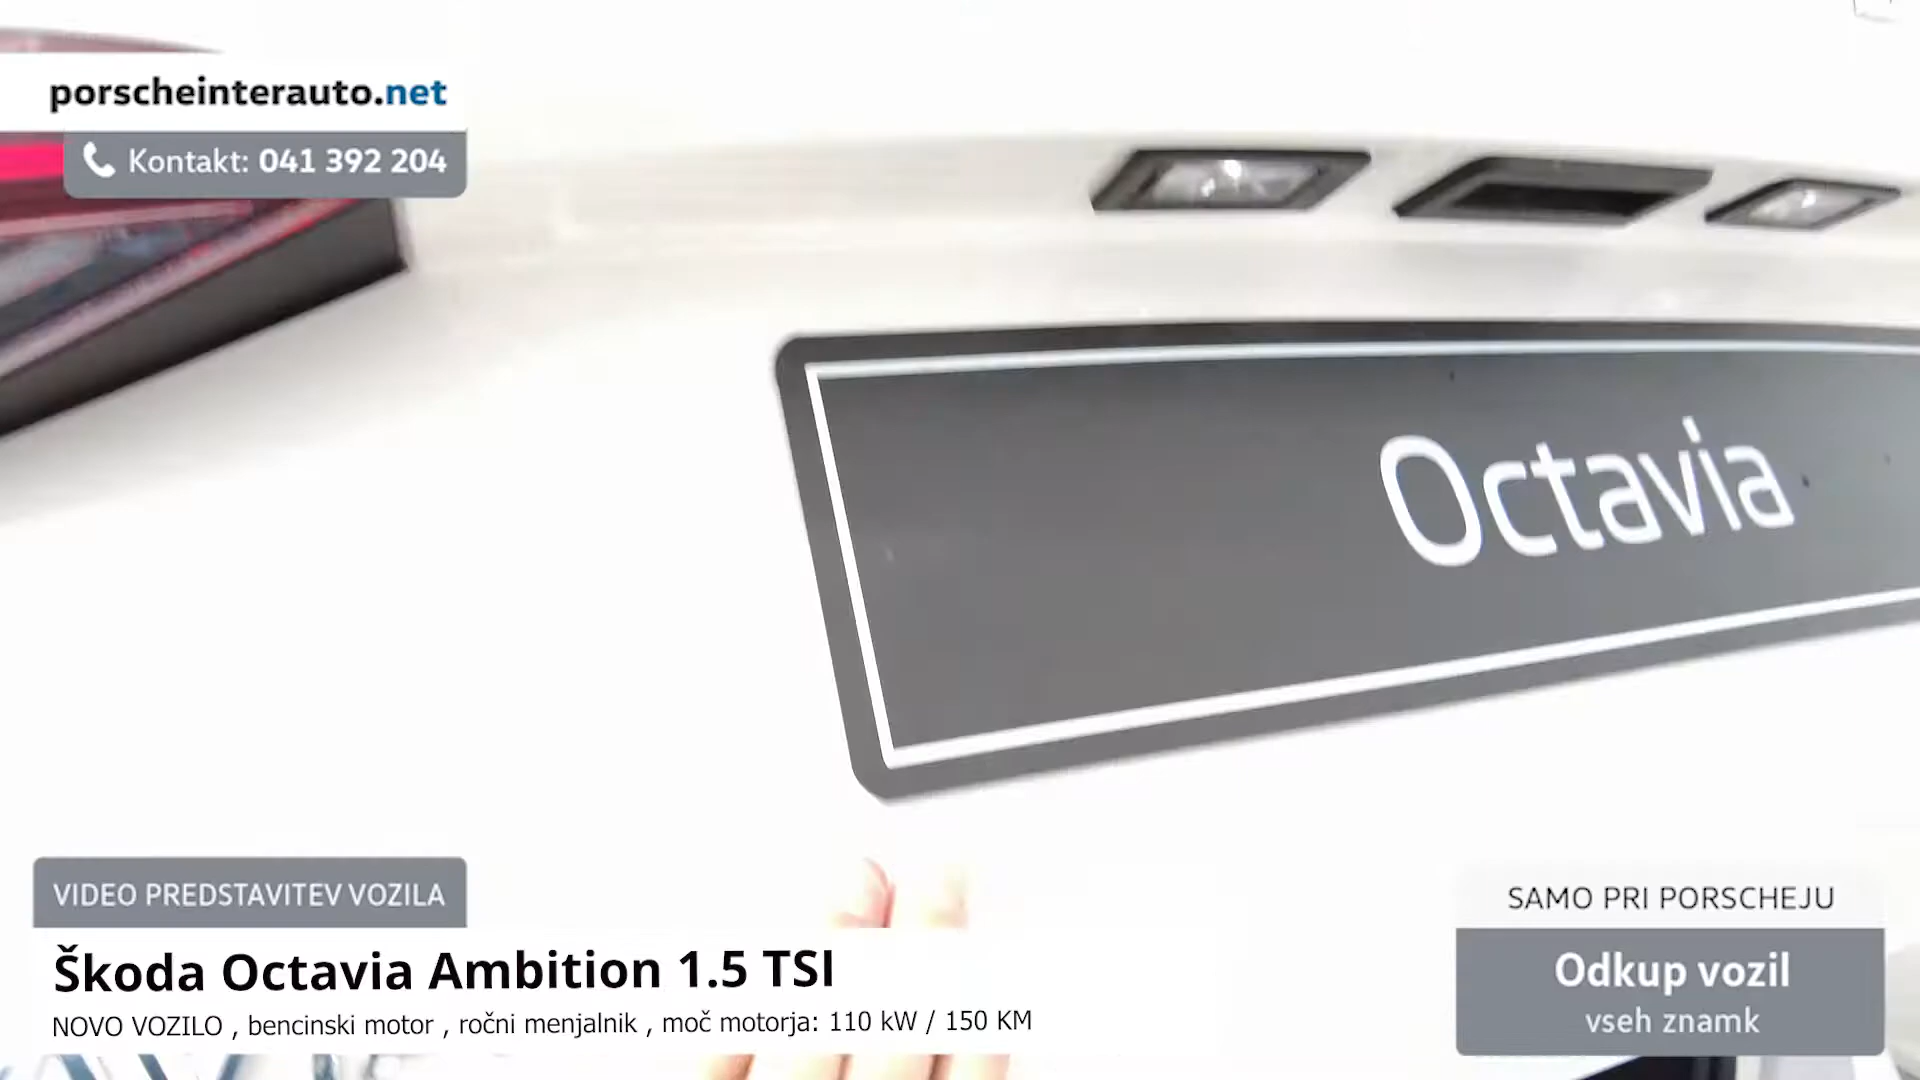 porscheinterauto.net
Kontakt: 041 392 204
Octavia
VIDEO PREDSTAVITEV VOZILA
Škoda Octavia Ambition 1.5 TSI
NOVO VOZILO , bencinski motor , ročni menjalnik , moč motorja: 110 kW / 150 KM
SAMO PRI PORSCHEJU
Odkup vozil
vseh znamk